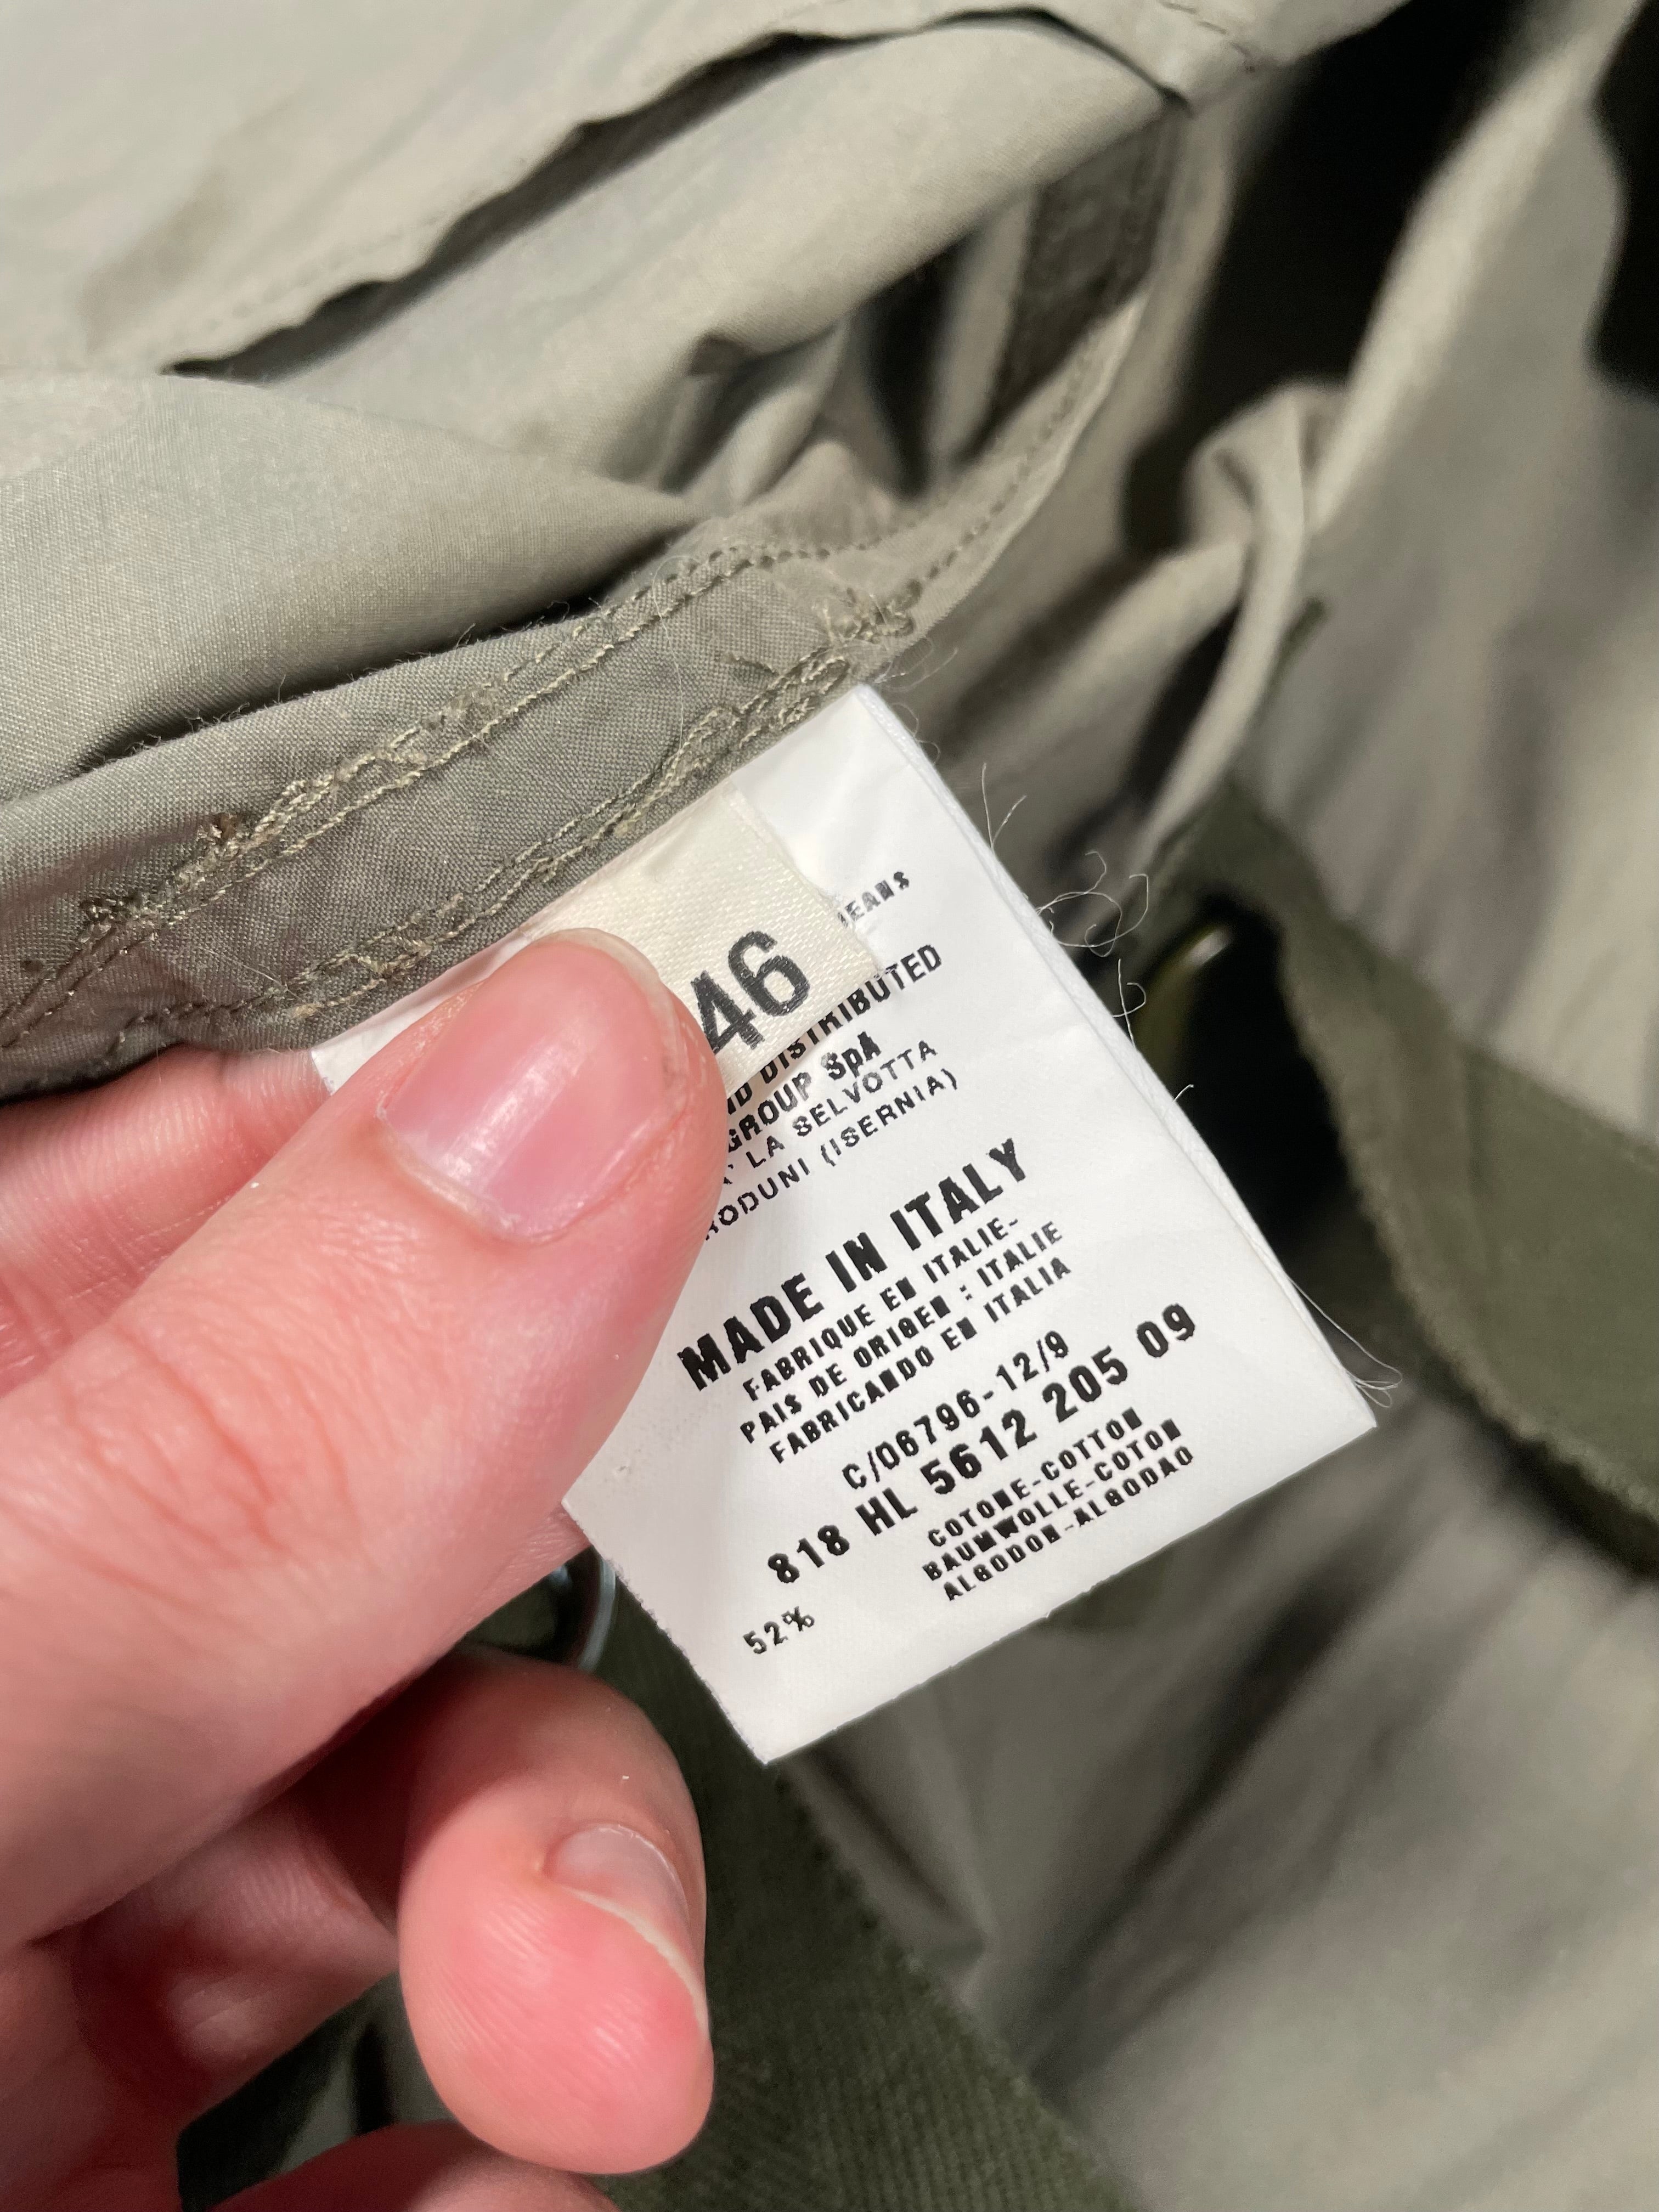 46
JEANS
DISTRIBUTED
GROUP SpA
LA SELVOTTA
(ISERNIA)
MADE IN ITALY
FABRIQUE EN ITALIE-
PAIS DE ORIGEN : ITALIE
FABRICANDO EN ITALIA
C/06796-12/9
818 HL 5612 205 09
COTONE-COTTON
BAUMWOLLE-COTON
ALGODON-ALGODAO
52%